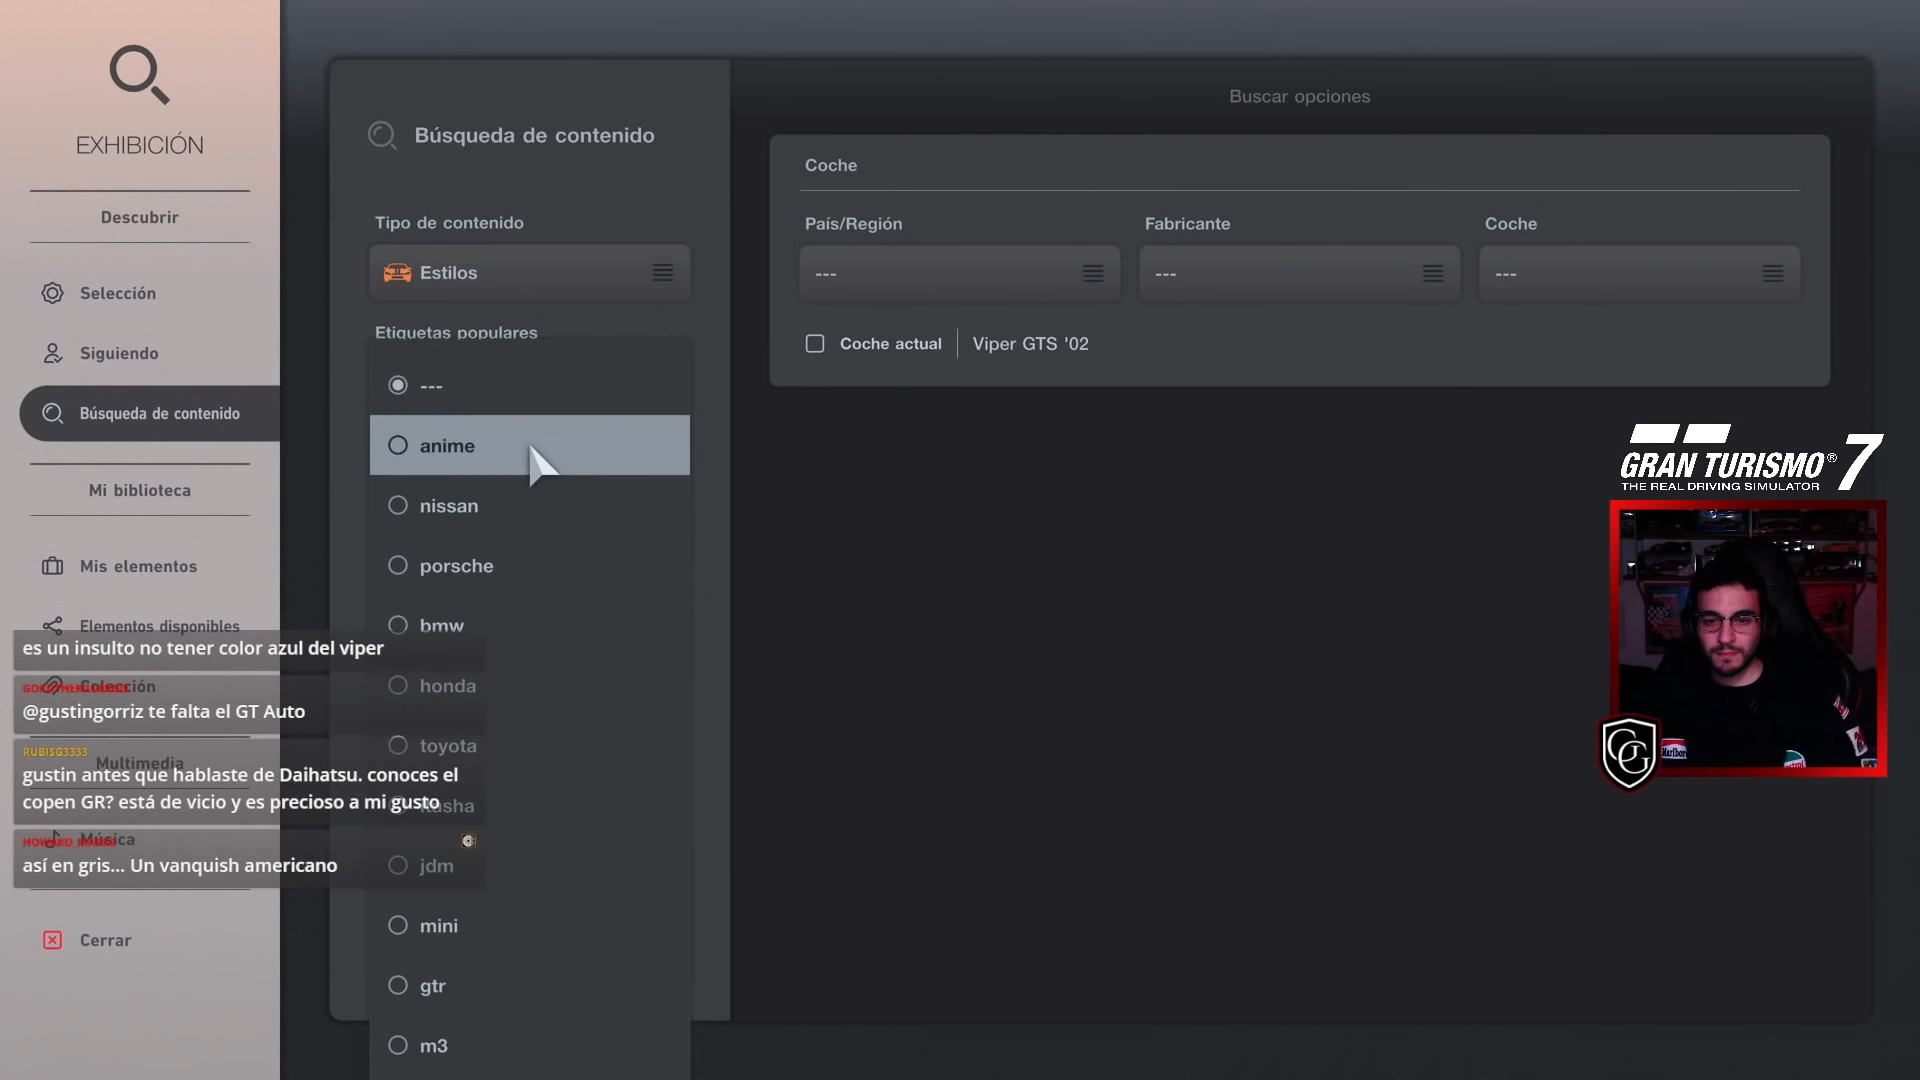 EXHIBICIÓN
Descubrir
Selección
Siguiendo
Búsqueda de contenido
Mi biblioteca
Mis elementos
Elementos disponibles
Colección
Multimedia
Música
Cerrar
es un insulto no tener color azul del viper
@gustingorriz te falta el GT Auto
RUBISG3333
gustin antes que hablaste de Daihatsu. conoces el
copen GR? está de vicio y es precioso a mi gusto
así en gris... Un vanquish americano
Búsqueda de contenido
Tipo de contenido
Estilos
Etiquetas populares
---
anime
nissan
porsche
bmw
honda
toyota
jdm
mini
gtr
m3
Buscar opciones
Coche
País/Región
Fabricante
Coche
---
---
---
Coche actual
Viper GTS '02
GRAN TURISMO® 7
THE REAL DRIVING SIMULATOR
Marlboro